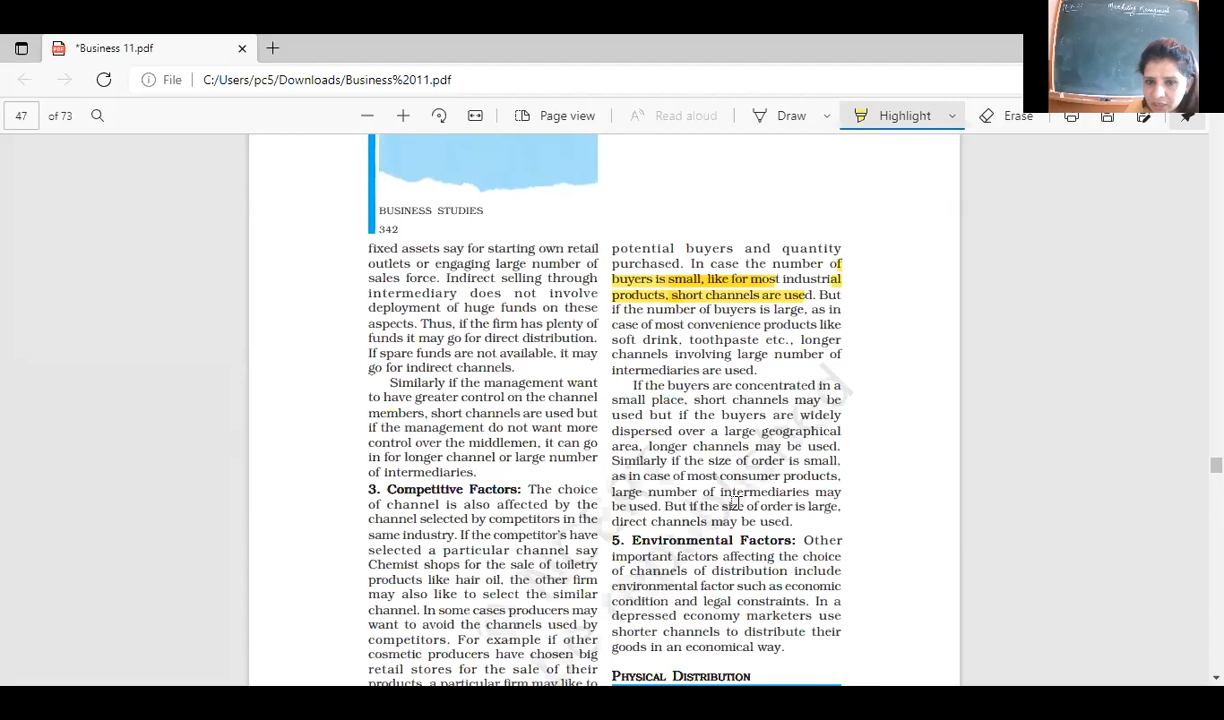 *Business 11.pdf
File
C:/Users/pc5/Downloads/Business%2011.pdf
47
of 73
Page view
Read aloud
Draw
Highlight
Erase
Marketing Management
BUSINESS STUDIES
342
fixed assets say for starting own retail
outlets or engaging large number of
sales force. Indirect selling through
intermediary does not involve
deployment of huge funds on these
aspects. Thus, if the firm has plenty of
funds it may go for direct distribution.
If spare funds are not available, it may
go for indirect channels.
Similarly if the management want
to have greater control on the channel
members, short channels are used but
if the management do not want more
control over the middlemen, it can go
in for longer channel or large number
of intermediaries.
3. Competitive Factors: The choice
of channel is also affected by the
channel selected by competitors in the
same industry. If the competitor's have
selected a particular channel say
Chemist shops for the sale of toiletry
products like hair oil, the other firm
may also like to select the similar
channel. In some cases producers may
want to avoid the channels used by
competitors. For example if other
cosmetic producers have chosen big
retail stores for the sale of their
products, a particular firm may like to
potential buyers and quantity
purchased. In case the number of
buyers is small, like for most industrial
products, short channels are used. But
if the number of buyers is large, as in
case of most convenience products like
soft drink, toothpaste etc., longer
channels involving large number of
intermediaries are used.
If the buyers are concentrated in a
small place, short channels may be
used but if the buyers are widely
dispersed over a large geographical
area, longer channels may be used.
Similarly if the size of order is small,
as in case of most consumer products,
large number of intermediaries may
be used. But if the size of order is large,
direct channels may be used.
5. Environmental Factors: Other
important factors affecting the choice
of channels of distribution include
environmental factor such as economic
condition and legal constraints. In a
depressed economy marketers use
shorter channels to distribute their
goods in an economical way.
PHYSICAL DISTRIBUTION